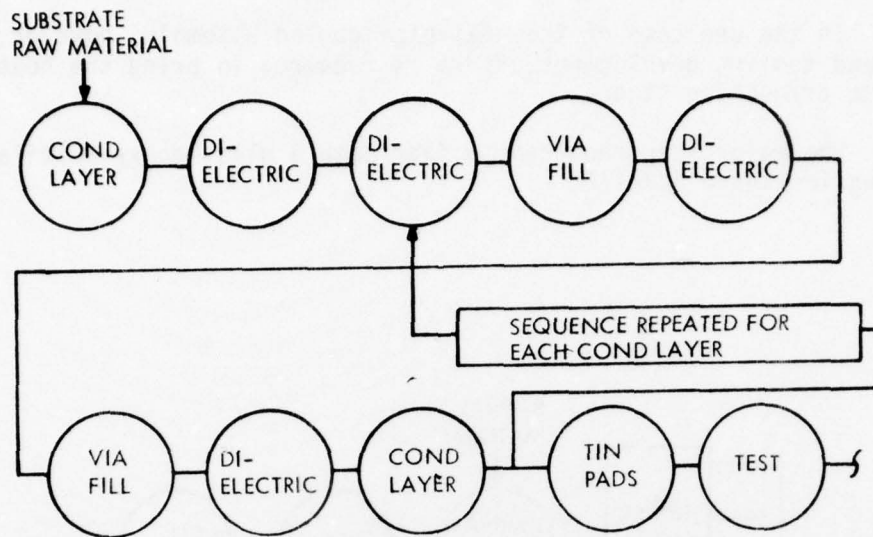 SUBSTRATE
RAW MATERIAL
COND
LAYER
DI-
ELECTRIC
DI-
ELECTRIC
VIA
FILL
DI-
ELECTRIC
SEQUENCE REPEATED FOR
EACH COND LAYER
VIA
FILL
DI-
ELECTRIC
COND
LAYER
TIN
PADS
TEST